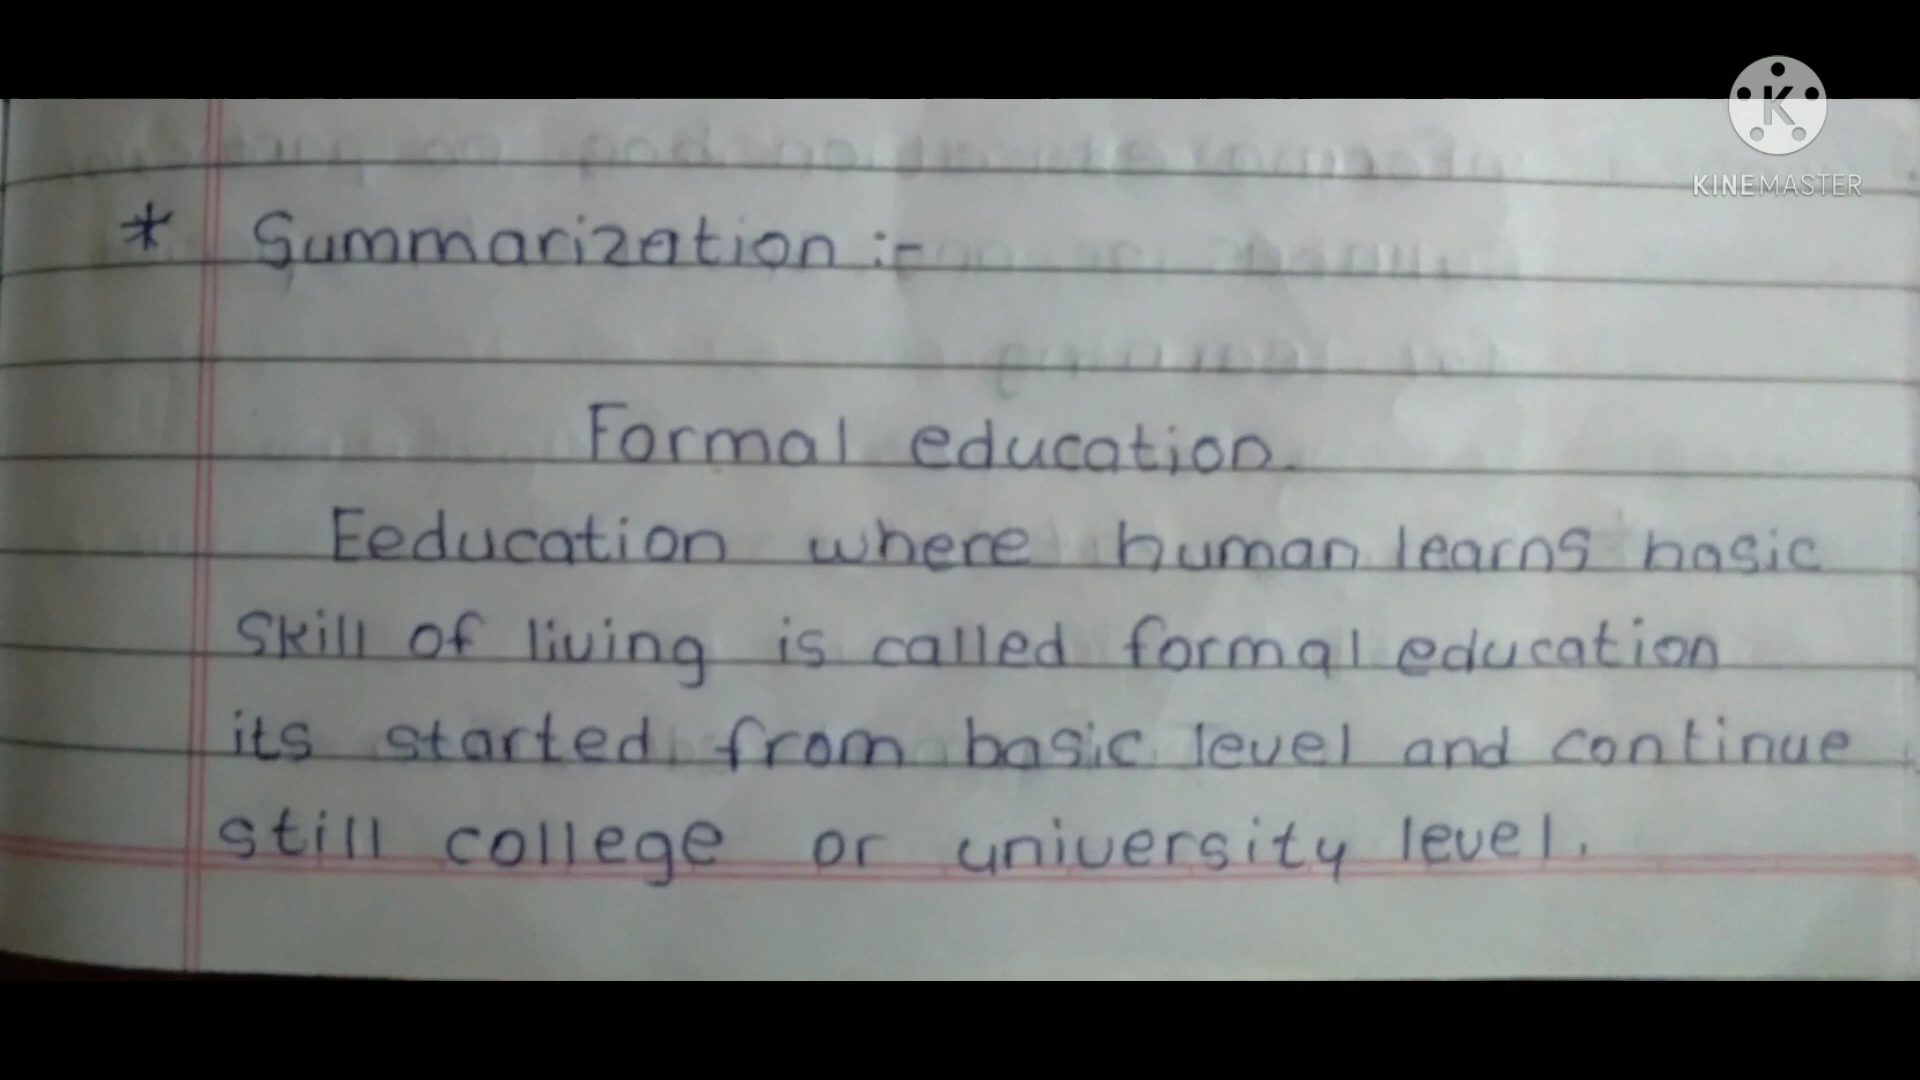 K
KINEMASTER
* Summarization :-
Formal education.
Eeducation where human learns basic
skill of living is called formal education
its started from basic level and continue
still college or university level.